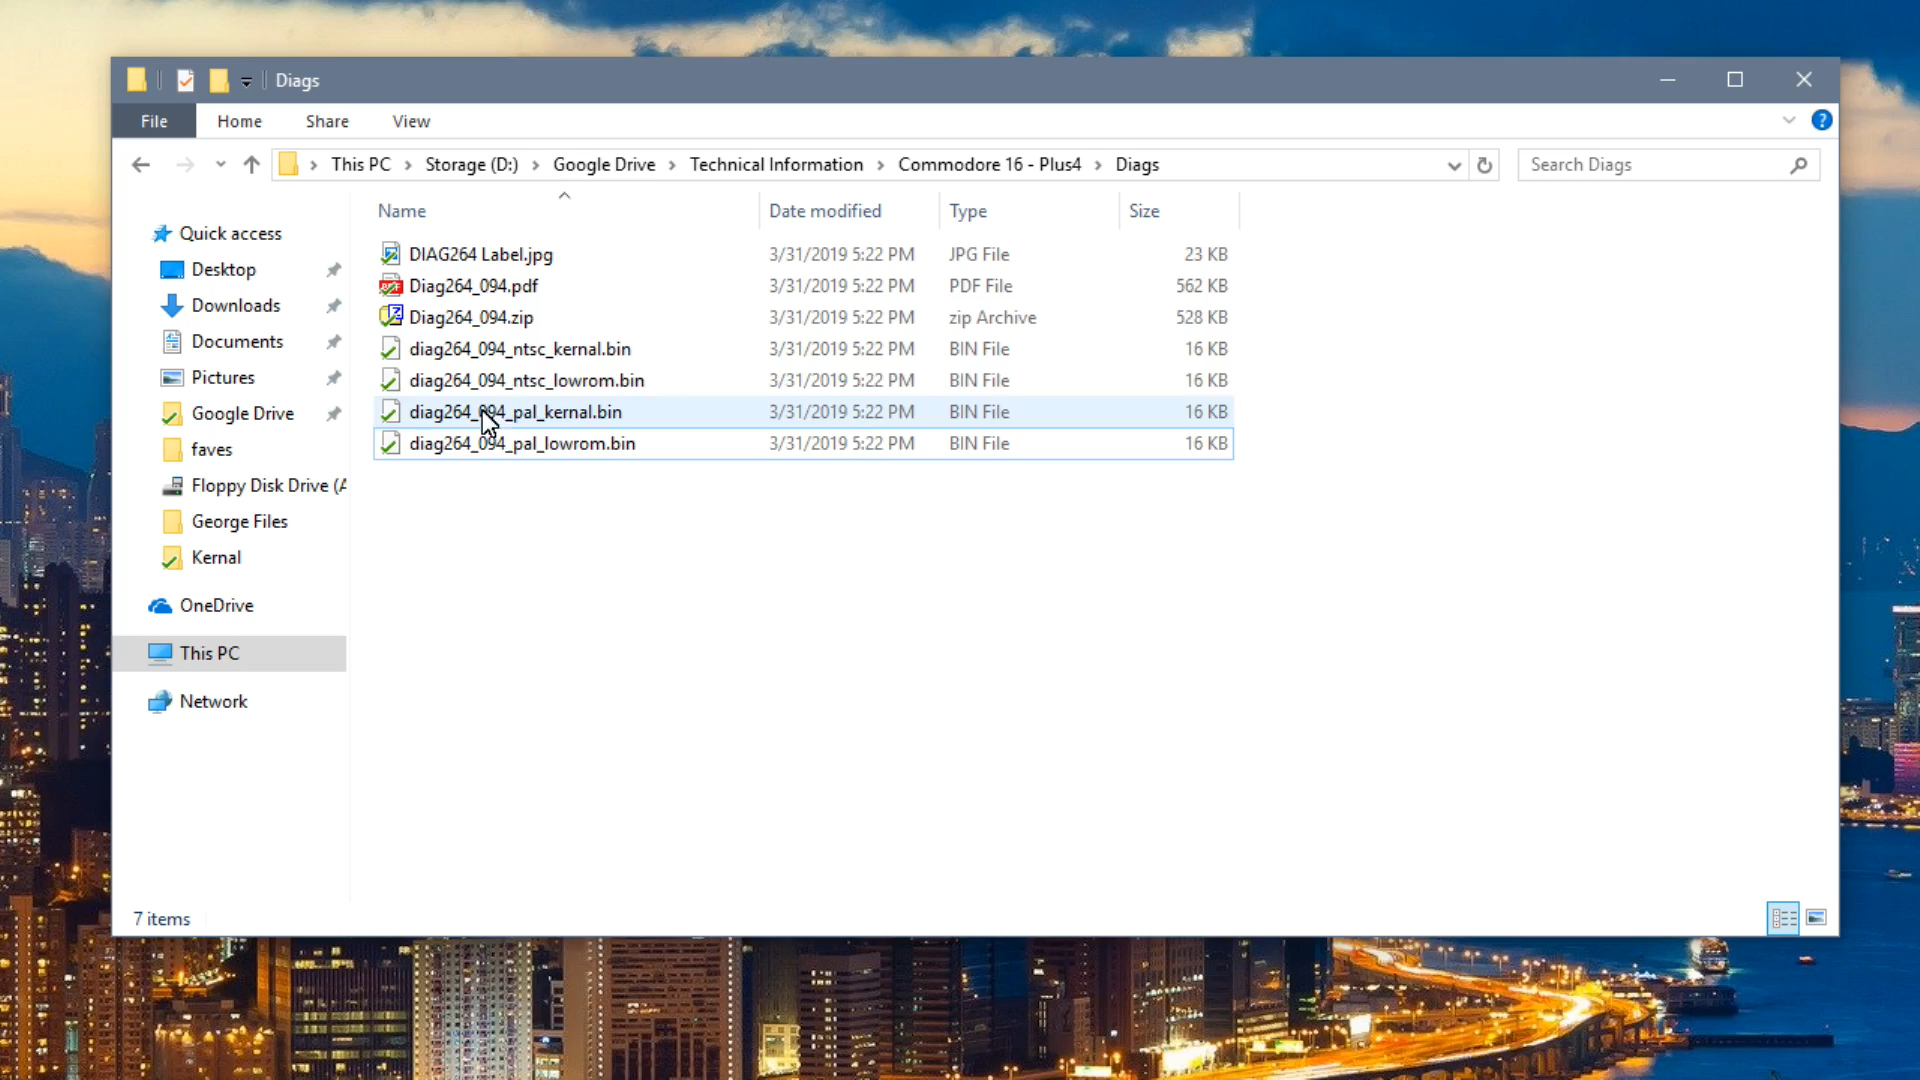 Diags
File Home Share View
This PC Storage (D:) Google Drive Technical Information Commodore 16 - Plus4 Diags Search Diags
Name Date modified Type Size
Quick access
Desktop
Downloads
Documents
Pictures
Google Drive
faves
Floppy Disk Drive (A
George Files
Kernal
OneDrive
This PC
Network
DIAG264 Label.jpg 3/31/2019 5:22 PM JPG File 23 KB
Diag264_094.pdf 3/31/2019 5:22 PM PDF File 562 KB
Diag264_094.zip 3/31/2019 5:22 PM zip Archive 528 KB
diag264_094_ntsc_kernal.bin 3/31/2019 5:22 PM BIN File 16 KB
diag264_094_ntsc_lowrom.bin 3/31/2019 5:22 PM BIN File 16 KB
diag264_094_pal_kernal.bin 3/31/2019 5:22 PM BIN File 16 KB
diag264_094_pal_lowrom.bin 3/31/2019 5:22 PM BIN File 16 KB
7 items